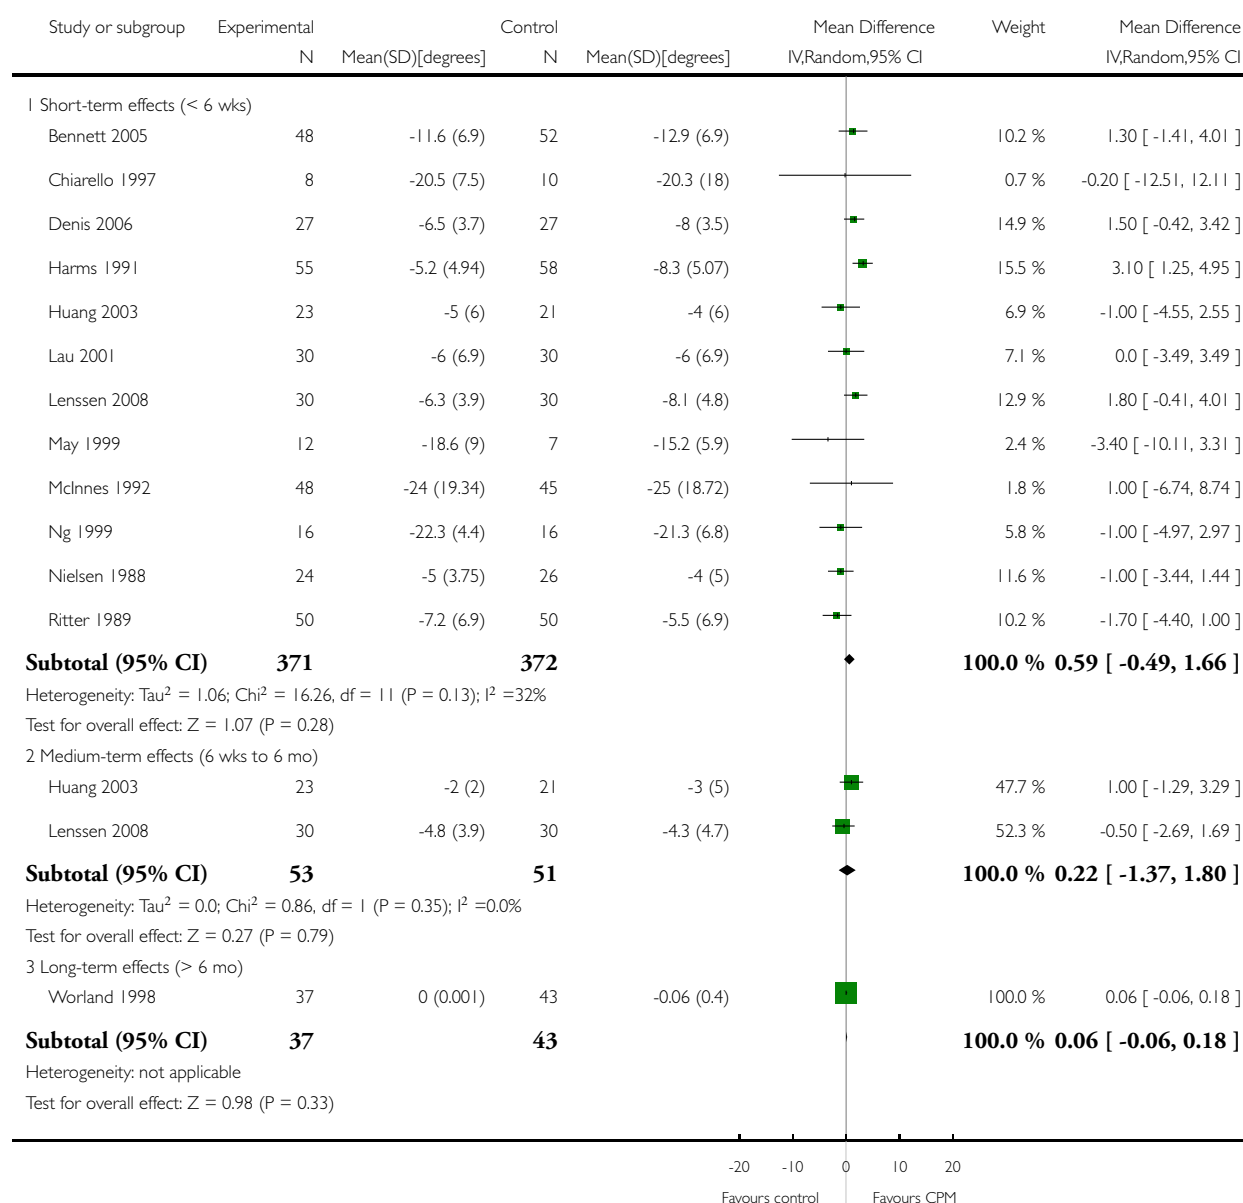 Study or subgroup Experimental Control Mean Difference Weight Mean Difference
N Mean(SD)[degrees] N Mean(SD)[degrees] IV,Random,95% CI IV,Random,95% CI
1 Short-term effects (< 6 wks)
Bennett 2005 48 -11.6 (6.9) 52 -12.9 (6.9) 10.2 % 1.30 [ -1.41, 4.01 ]
Chiarello 1997 8 -20.5 (7.5) 10 -20.3 (18) 0.7 % -0.20 [ -12.51, 12.11 ]
Denis 2006 27 -6.5 (3.7) 27 -8 (3.5) 14.9 % 1.50 [ -0.42, 3.42 ]
Harms 1991 55 -5.2 (4.94) 58 -8.3 (5.07) 15.5 % 3.10 [ 1.25, 4.95 ]
Huang 2003 23 -5 (6) 21 -4 (6) 6.9 % -1.00 [ -4.55, 2.55 ]
Lau 2001 30 -6 (6.9) 30 -6 (6.9) 7.1 % 0.0 [ -3.49, 3.49 ]
Lenssen 2008 30 -6.3 (3.9) 30 -8.1 (4.8) 12.9 % 1.80 [ -0.41, 4.01 ]
May 1999 12 -18.6 (9) 7 -15.2 (5.9) 2.4 % -3.40 [ -10.11, 3.31 ]
McInnes 1992 48 -24 (19.34) 45 -25 (18.72) 1.8 % 1.00 [ -6.74, 8.74 ]
Ng 1999 16 -22.3 (4.4) 16 -21.3 (6.8) 5.8 % -1.00 [ -4.97, 2.97 ]
Nielsen 1988 24 -5 (3.75) 26 -4 (5) 11.6 % -1.00 [ -3.44, 1.44 ]
Ritter 1989 50 -7.2 (6.9) 50 -5.5 (6.9) 10.2 % -1.70 [ -4.40, 1.00 ]
Subtotal (95% CI) 371 372 100.0 % 0.59 [ -0.49, 1.66 ]
Heterogeneity: Tau² = 1.06; Chi² = 16.26, df = 11 (P = 0.13); I² =32%
Test for overall effect: Z = 1.07 (P = 0.28)
2 Medium-term effects (6 wks to 6 mo)
Huang 2003 23 -2 (2) 21 -3 (5) 47.7 % 1.00 [ -1.29, 3.29 ]
Lenssen 2008 30 -4.8 (3.9) 30 -4.3 (4.7) 52.3 % -0.50 [ -2.69, 1.69 ]
Subtotal (95% CI) 53 51 100.0 % 0.22 [ -1.37, 1.80 ]
Heterogeneity: Tau² = 0.0; Chi² = 0.86, df = 1 (P = 0.35); I² =0.0%
Test for overall effect: Z = 0.27 (P = 0.79)
3 Long-term effects (> 6 mo)
Worland 1998 37 0 (0.001) 43 -0.06 (0.4) 100.0 % 0.06 [ -0.06, 0.18 ]
Subtotal (95% CI) 37 43 100.0 % 0.06 [ -0.06, 0.18 ]
Heterogeneity: not applicable
Test for overall effect: Z = 0.98 (P = 0.33)
-20 -10 0 10 20
Favours control Favours CPM